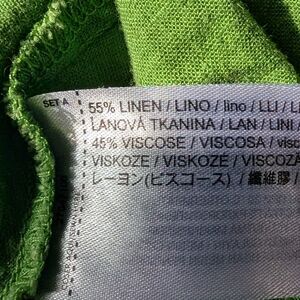 SET A
55% LINEN / LINO / lino / LLI / L
LANOVÁ TKANINA / LAN / LINI
45% VISCOSE / VISCOSA / visc
VISKOZE / VISKOZĖ / VISCOZĂ
レーヨン(ビスコース) / 纖維膠 /